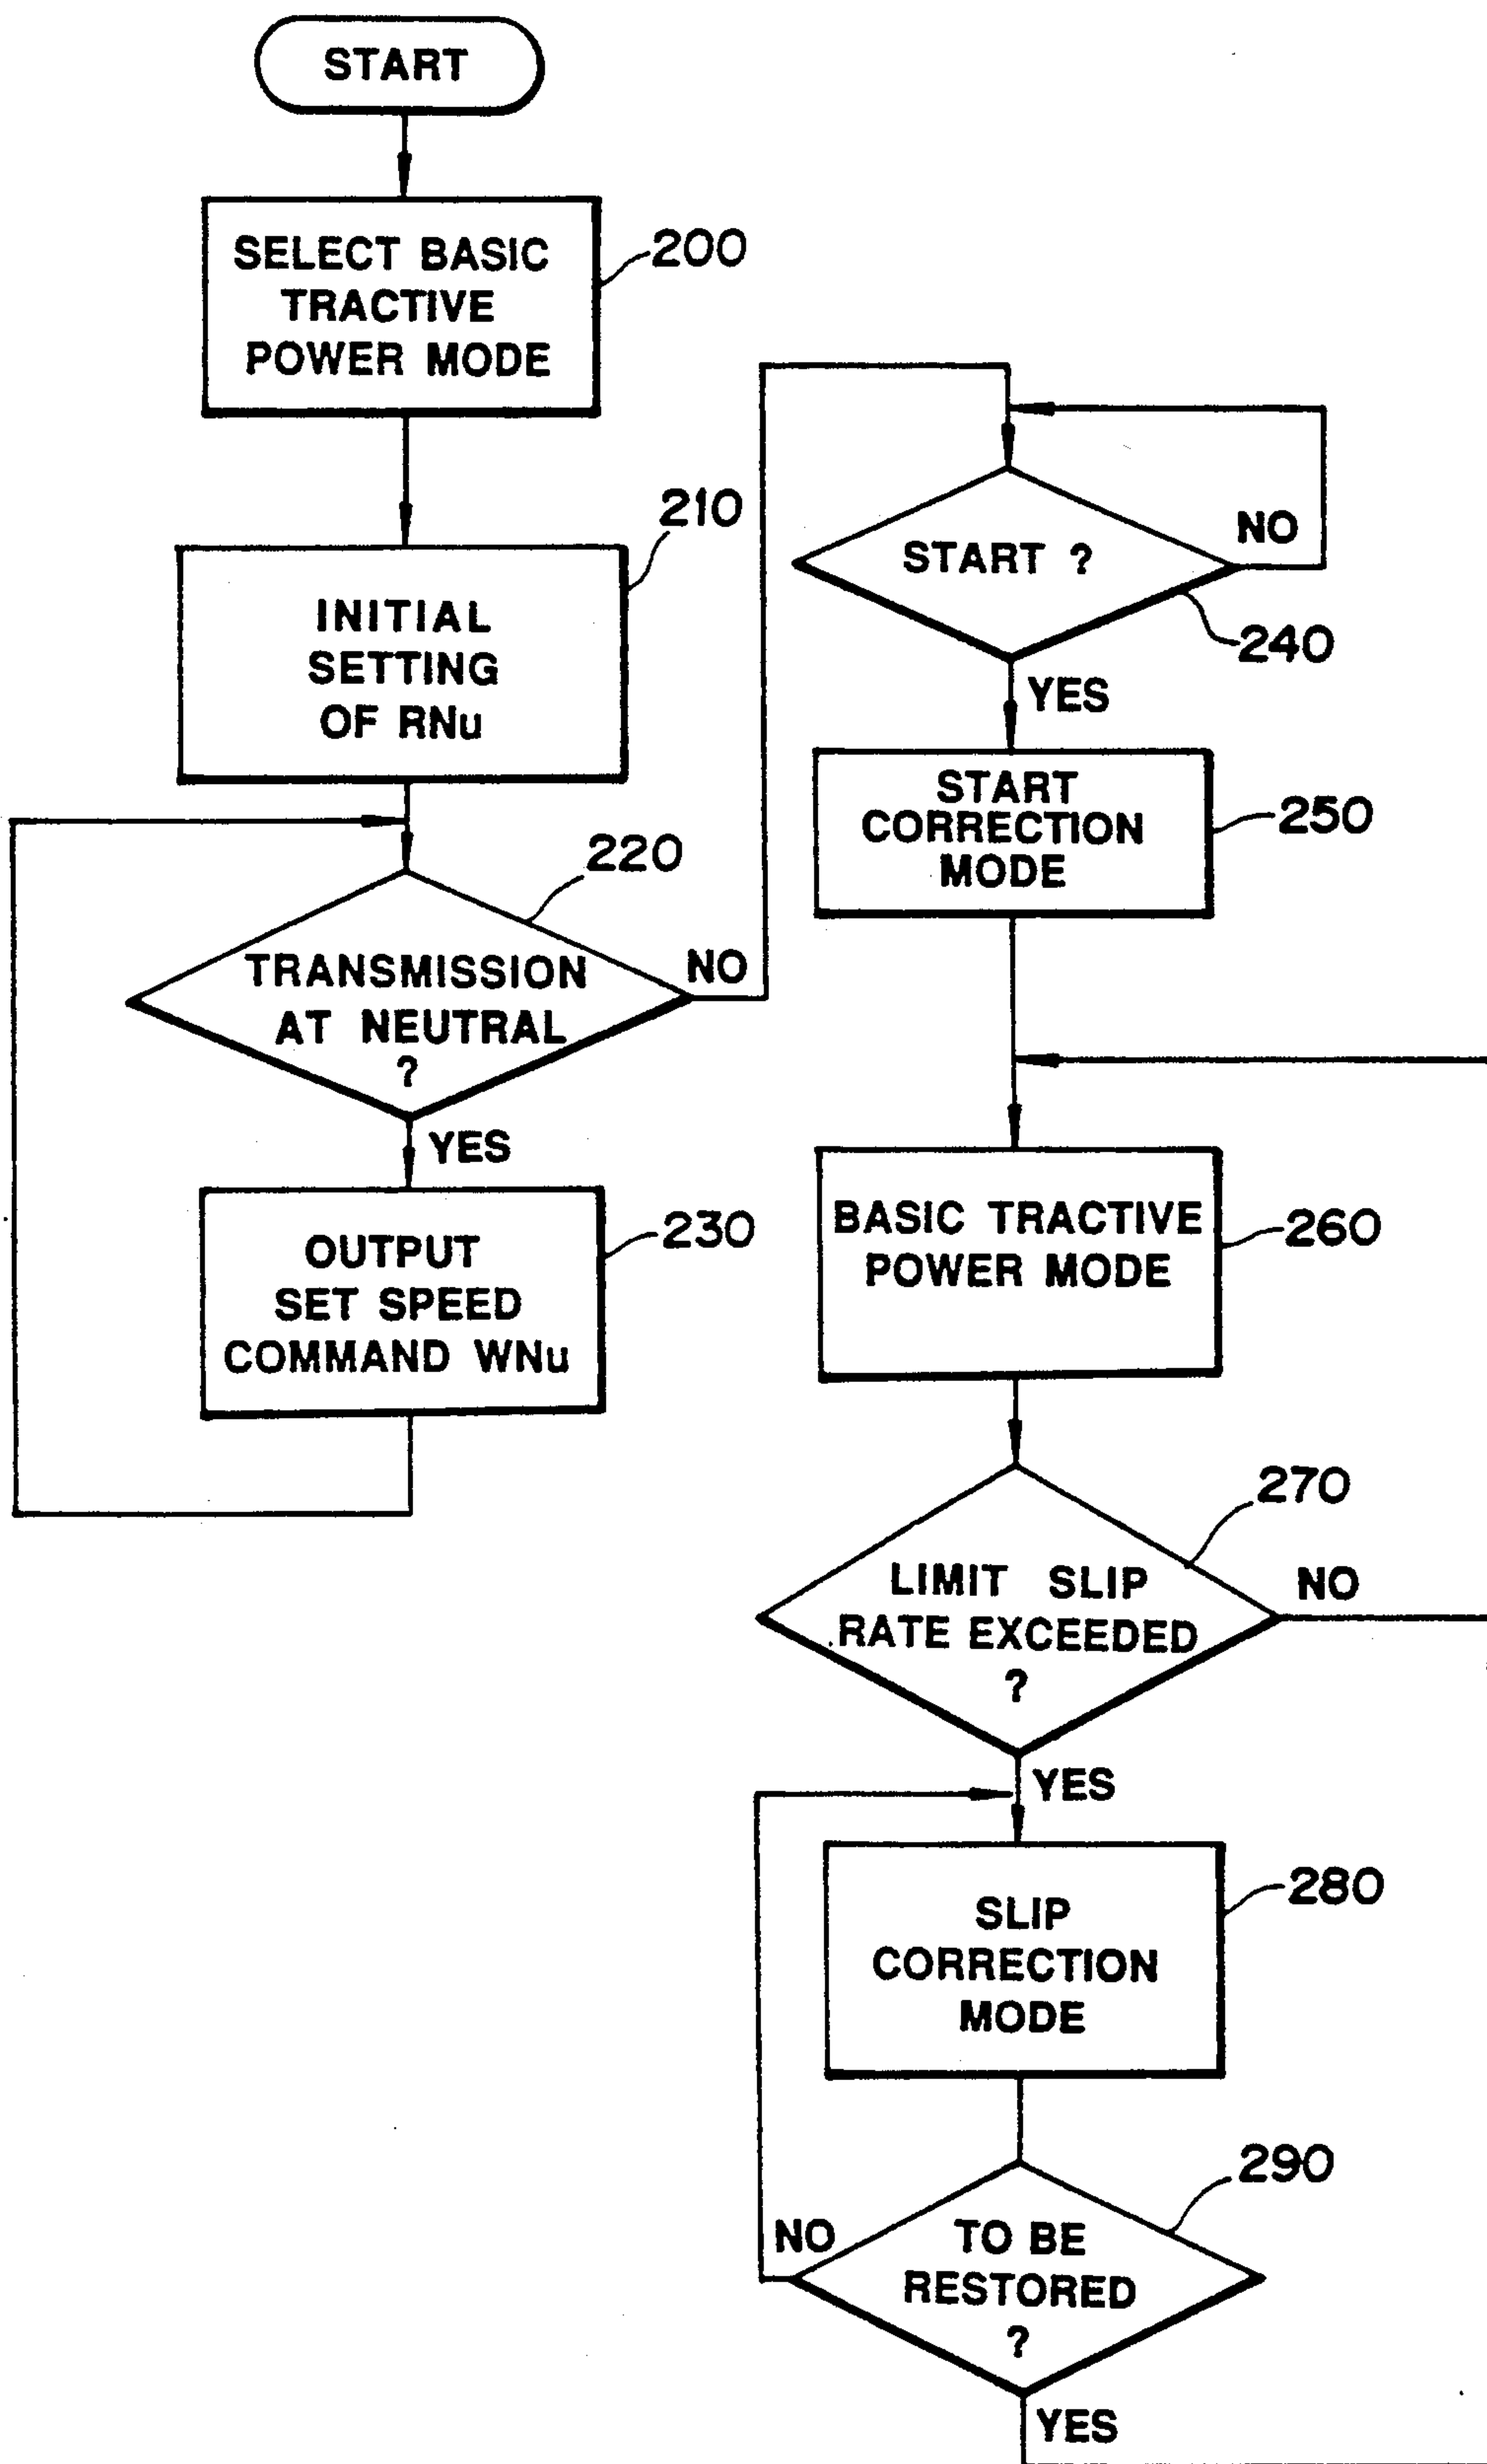 START
SELECT BASIC
TRACTIVE
POWER MODE
200
INITIAL
SETTING
OF RNu
210
TRANSMISSION
AT NEUTRAL
?
220
NO
YES
OUTPUT
SET SPEED
COMMAND WNu
230
START ?
NO
240
YES
START
CORRECTION
MODE
250
BASIC TRACTIVE
POWER MODE
260
LIMIT SLIP
RATE EXCEEDED
?
270
NO
YES
SLIP
CORRECTION
MODE
280
TO BE
RESTORED
?
290
NO
YES